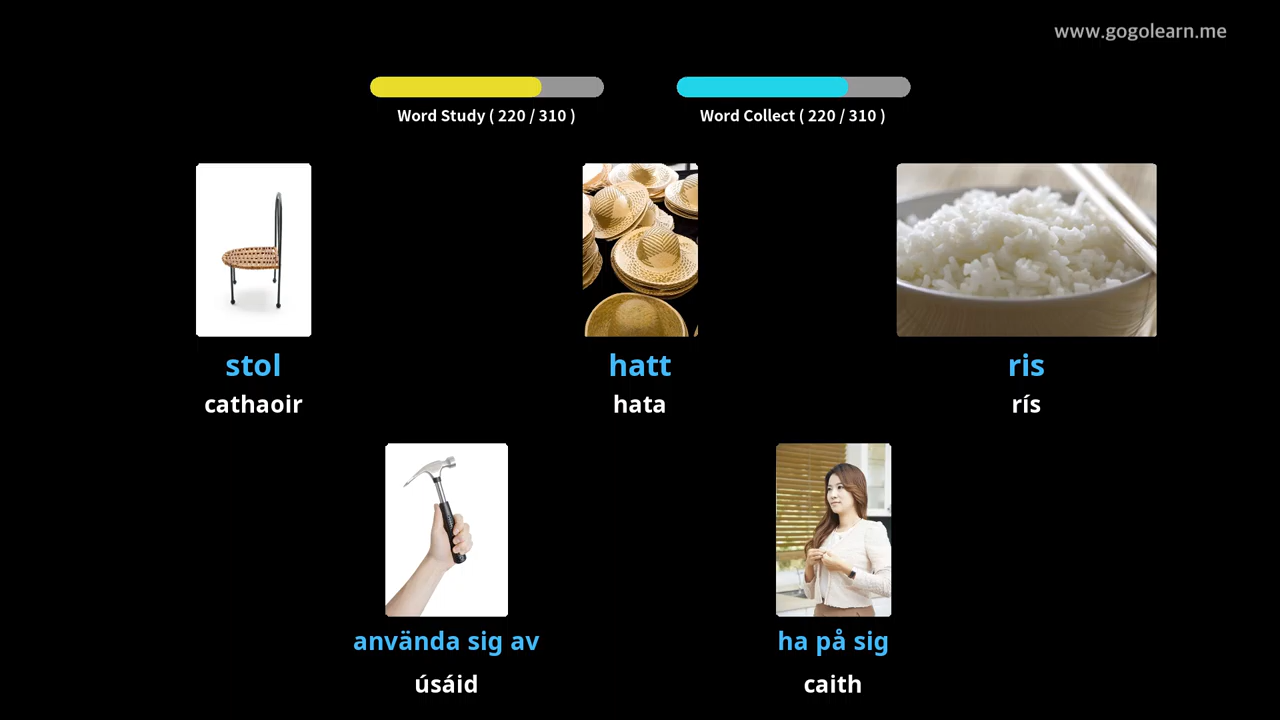 www.gogolearn.me
Word Study ( 220 / 310 )
Word Collect ( 220 / 310 )
stol
cathaoir
hatt
hata
ris
rís
använda sig av
úsáid
ha på sig
caith